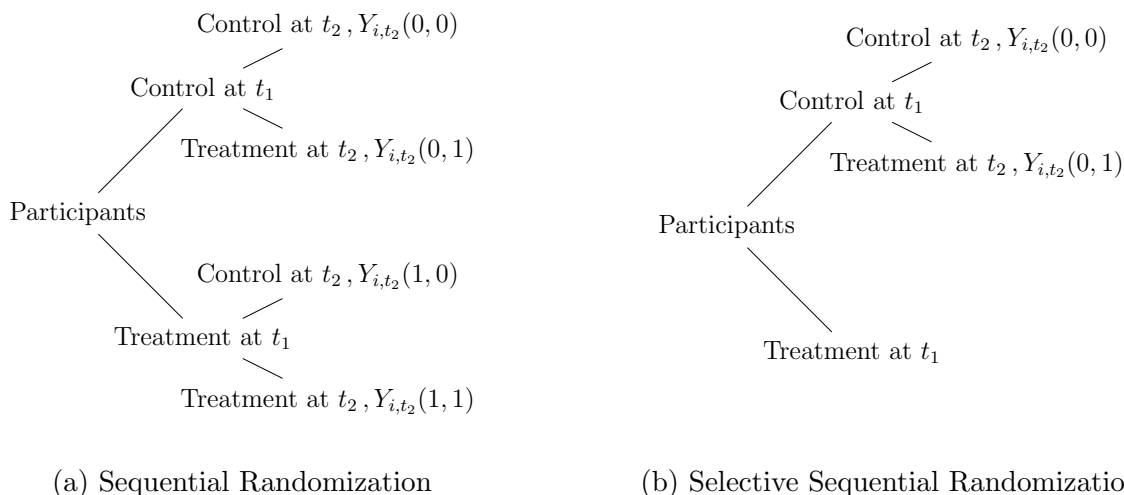 Control at t₂ , Y_{i,t₂}(0, 0)
Control at t₁
Treatment at t₂ , Y_{i,t₂}(0, 1)
Participants
Control at t₂ , Y_{i,t₂}(1, 0)
Treatment at t₁
Treatment at t₂ , Y_{i,t₂}(1, 1)
(a) Sequential Randomization
Control at t₂ , Y_{i,t₂}(0, 0)
Control at t₁
Treatment at t₂ , Y_{i,t₂}(0, 1)
Participants
Treatment at t₁
(b) Selective Sequential Randomizatio